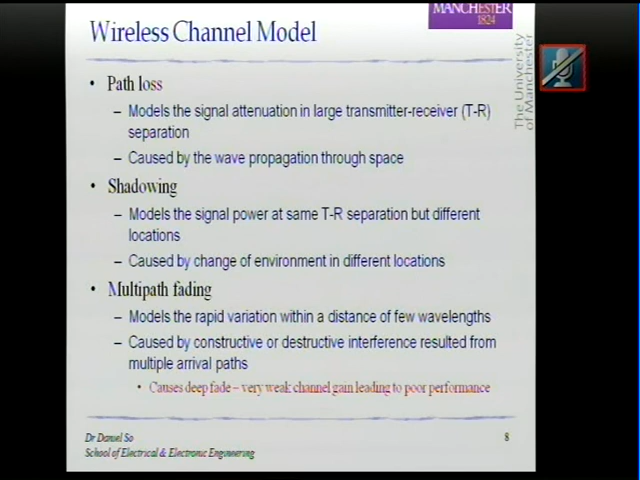 MANCHESTER
1824
Wireless Channel Model
The University
of Manchester
• Path loss
– Models the signal attenuation in large transmitter-receiver (T-R)
separation
– Caused by the wave propagation through space
• Shadowing
– Models the signal power at same T-R separation but different
locations
– Caused by change of environment in different locations
• Multipath fading
– Models the rapid variation within a distance of few wavelengths
– Caused by constructive or destructive interference resulted from
multiple arrival paths
• Causes deep fade – very weak channel gain leading to poor performance
Dr Daniel So
School of Electrical & Electronic Engineering
8